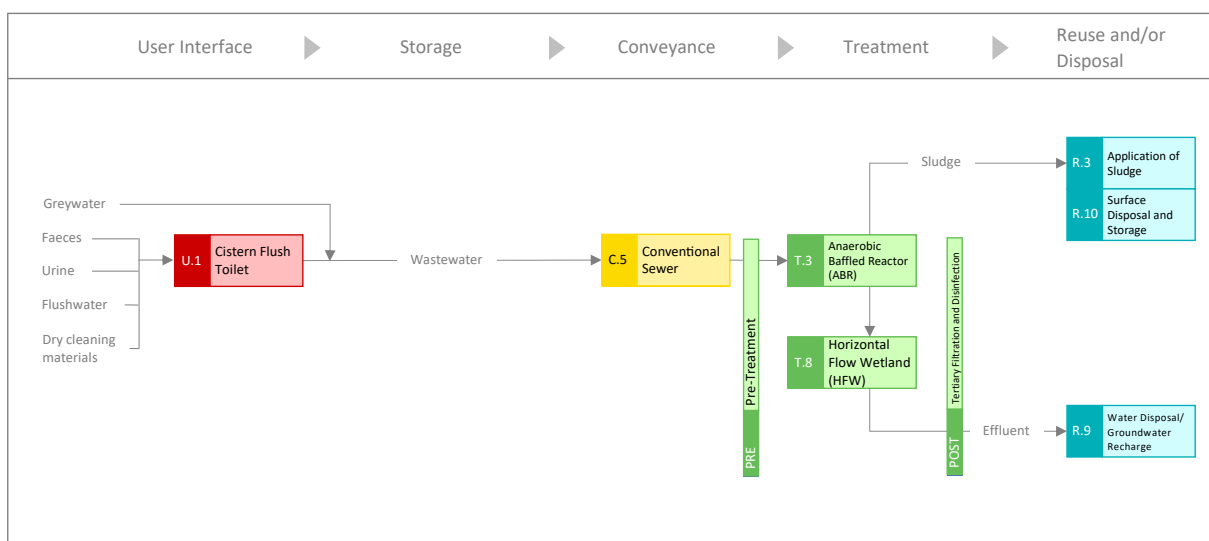 User Interface
Storage
Conveyance
Treatment
Reuse and/or
Disposal
Greywater
Faeces
Urine
Flushwater
Dry cleaning
materials
U.1
Cistern Flush
Toilet
Wastewater
C.5
Conventional
Sewer
PRE
Pre-Treatment
T.3
Anaerobic
Baffled Reactor
(ABR)
T.8
Horizontal
Flow Wetland
(HFW)
POST
Tertiary Filtration and Disinfection
Sludge
R.3
Application of
Sludge
R.10
Surface
Disposal and
Storage
Effluent
R.9
Water Disposal/
Groundwater
Recharge